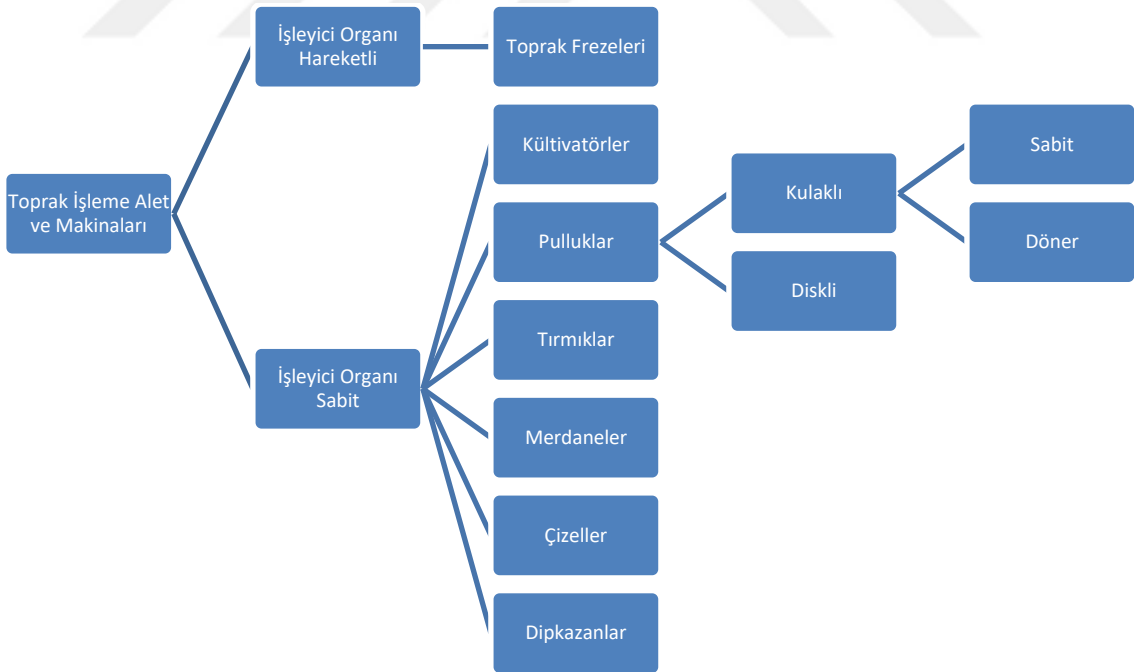 İşleyici Organı
Hareketli
Toprak Frezeleri
Kültivatörler
Sabit
Kulaklı
Toprak İşleme Alet
ve Makinaları
Pulluklar
Döner
Diskli
Tırmıklar
İşleyici Organı
Sabit
Merdaneler
Çizeller
Dipkazanlar